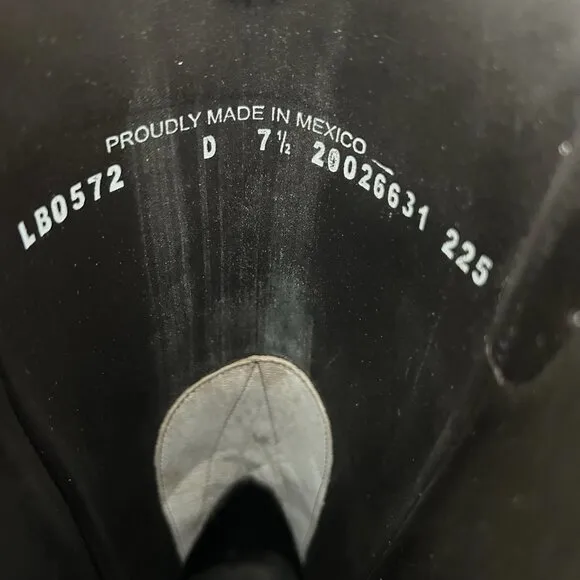 PROUDLY MADE IN MEXICO
LB0572 D 7½ 20026631 225